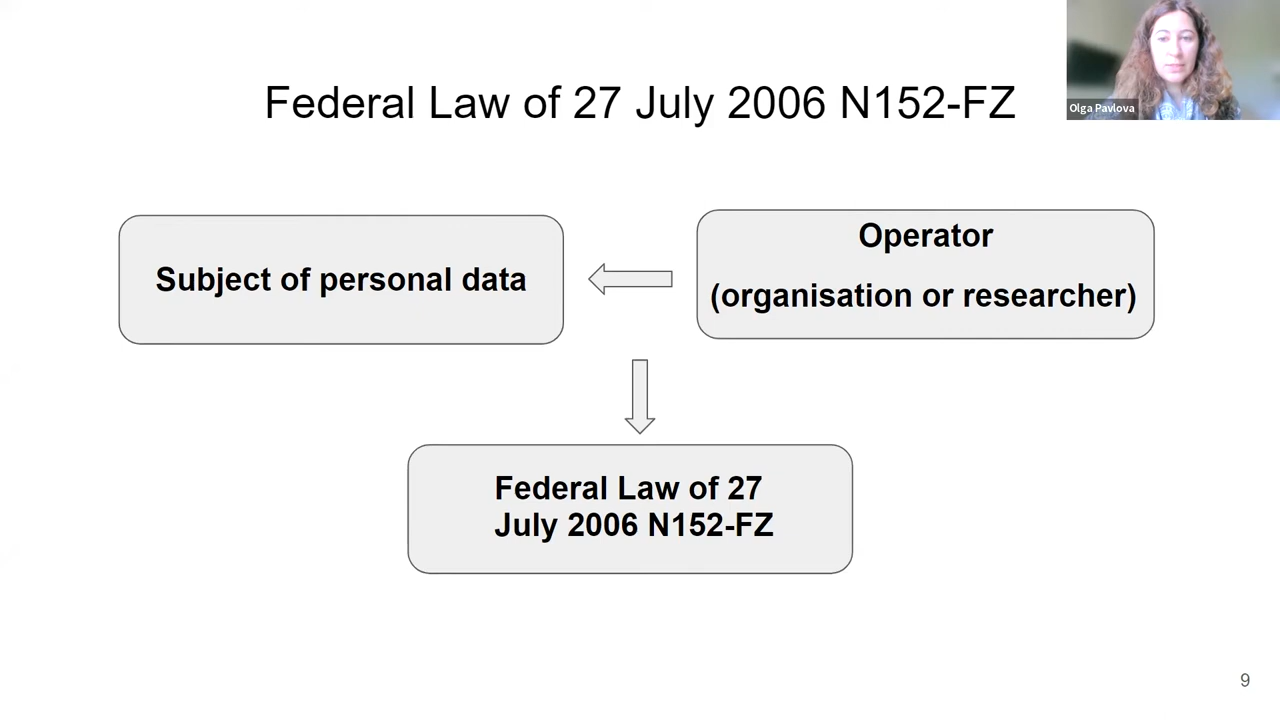 Federal Law of 27 July 2006 N152-FZ
Olga Pavlova
Subject of personal data
Operator
(organisation or researcher)
Federal Law of 27
July 2006 N152-FZ
9